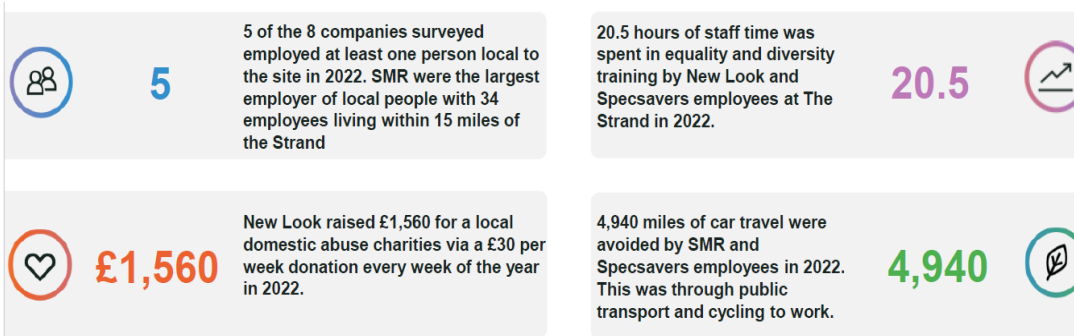 5
5 of the 8 companies surveyed
employed at least one person local to
the site in 2022. SMR were the largest
employer of local people with 34
employees living within 15 miles of
the Strand
20.5 hours of staff time was
spent in equality and diversity
training by New Look and
Specsavers employees at The
Strand in 2022.
20.5
£1,560
New Look raised £1,560 for a local
domestic abuse charities via a £30 per
week donation every week of the year
in 2022.
4,940 miles of car travel were
avoided by SMR and
Specsavers employees in 2022.
This was through public
transport and cycling to work.
4,940